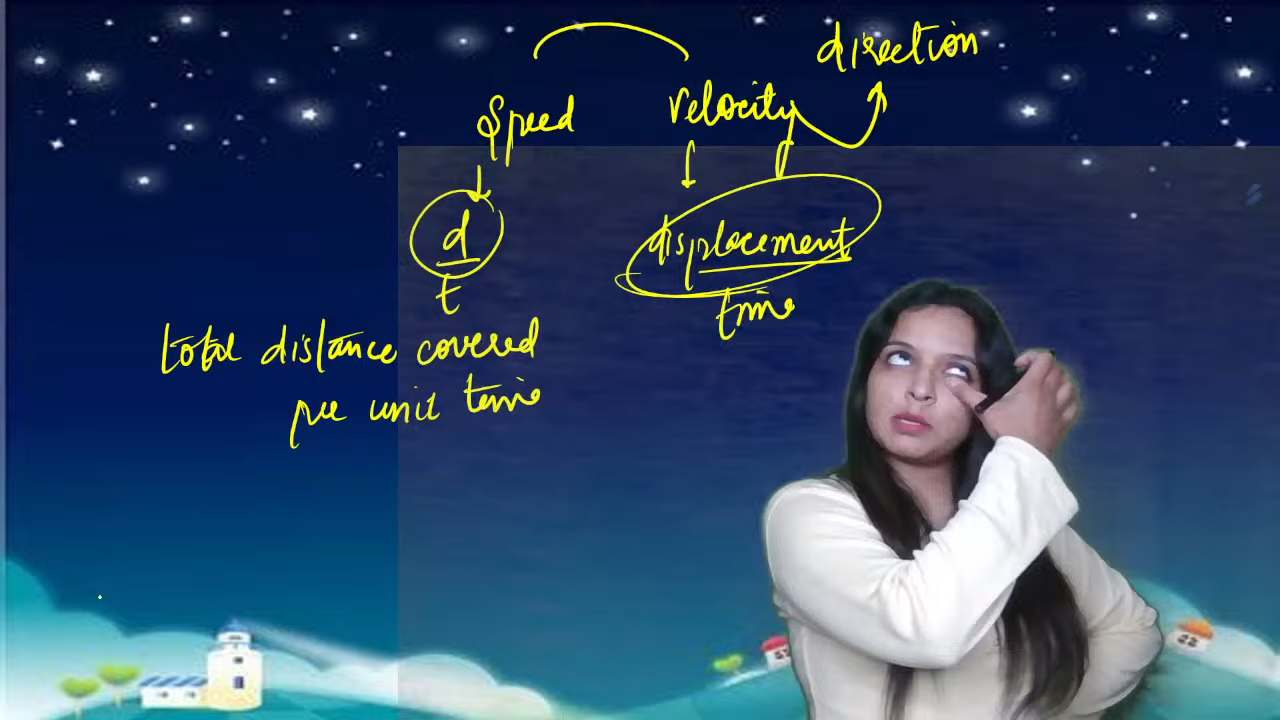 direction
Speed velocity
d
t
displacement
time
total distance covered
per unit time